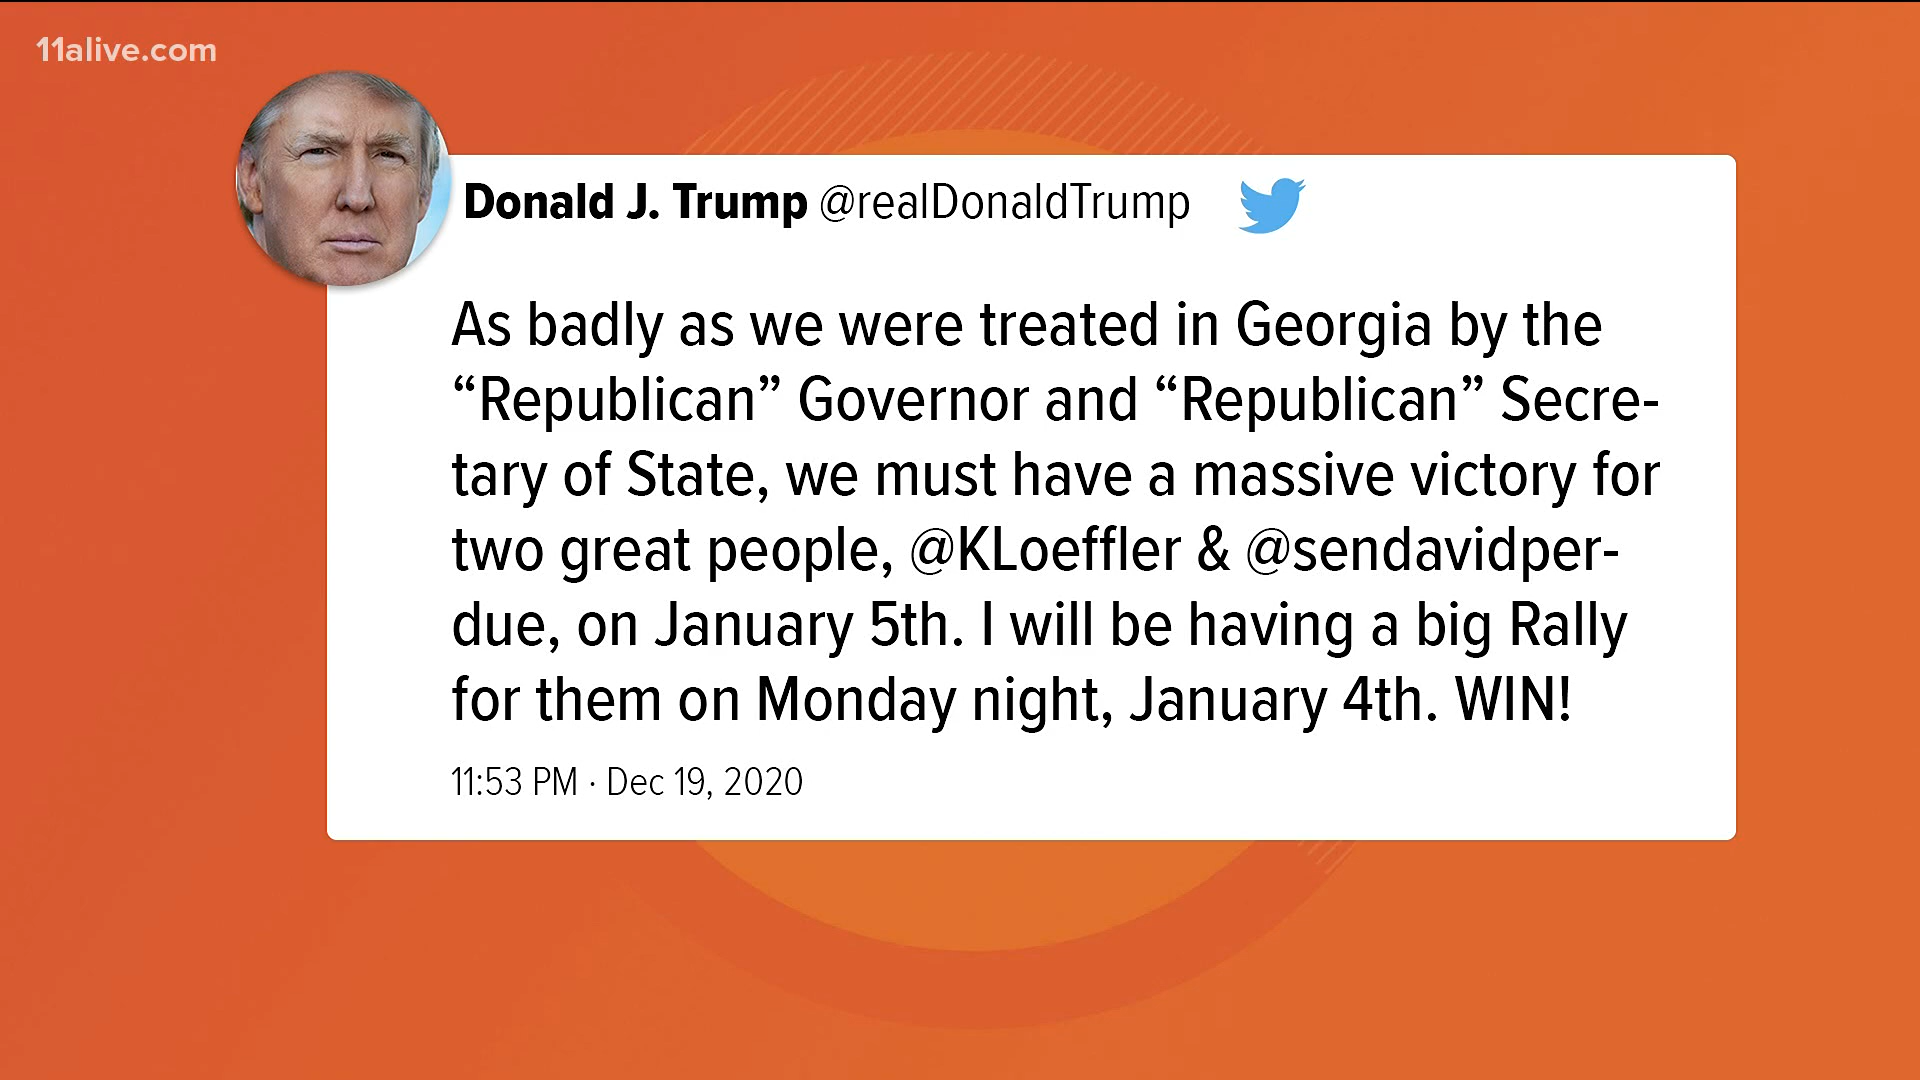 11alive.com
Donald J. Trump @realDonaldTrump
As badly as we were treated in Georgia by the
“Republican” Governor and “Republican” Secre-
tary of State, we must have a massive victory for
two great people, @KLoeffler & @sendavidper-
due, on January 5th. I will be having a big Rally
for them on Monday night, January 4th. WIN!
11:53 PM · Dec 19, 2020